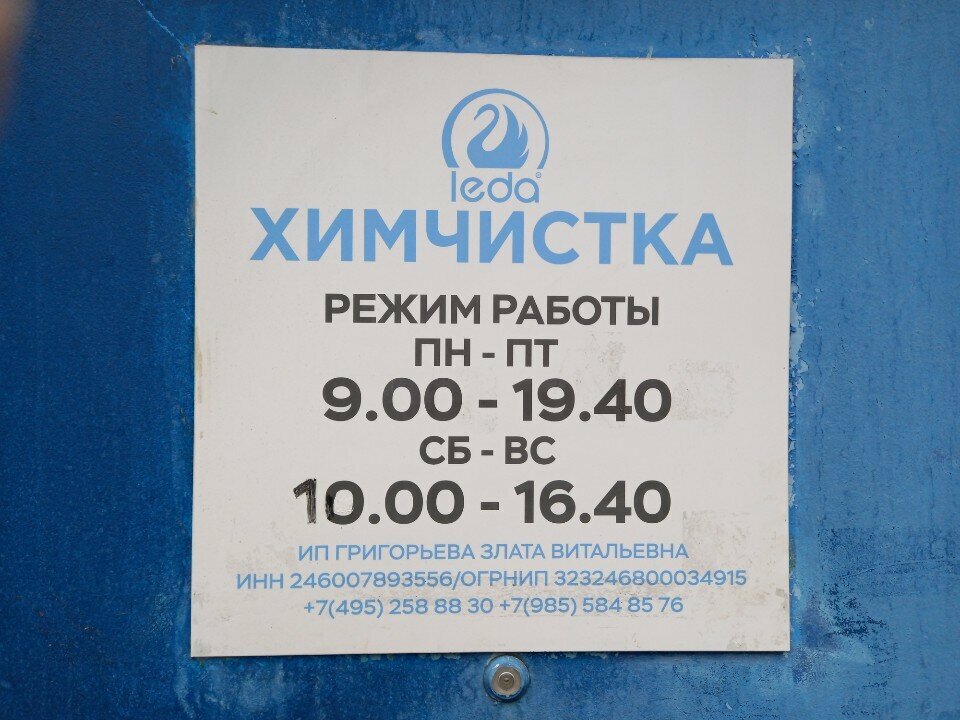 leda®
ХИМЧИСТКА
РЕЖИМ РАБОТЫ
ПН - ПТ
9.00 - 19.40
СБ - ВС
10.00 - 16.40
ИП ГРИГОРЬЕВА ЗЛАТА ВИТАЛЬЕВНА
ИНН 246007893556/ОГРНИП 323246800034915
+7(495) 258 88 30 +7(985) 584 85 76